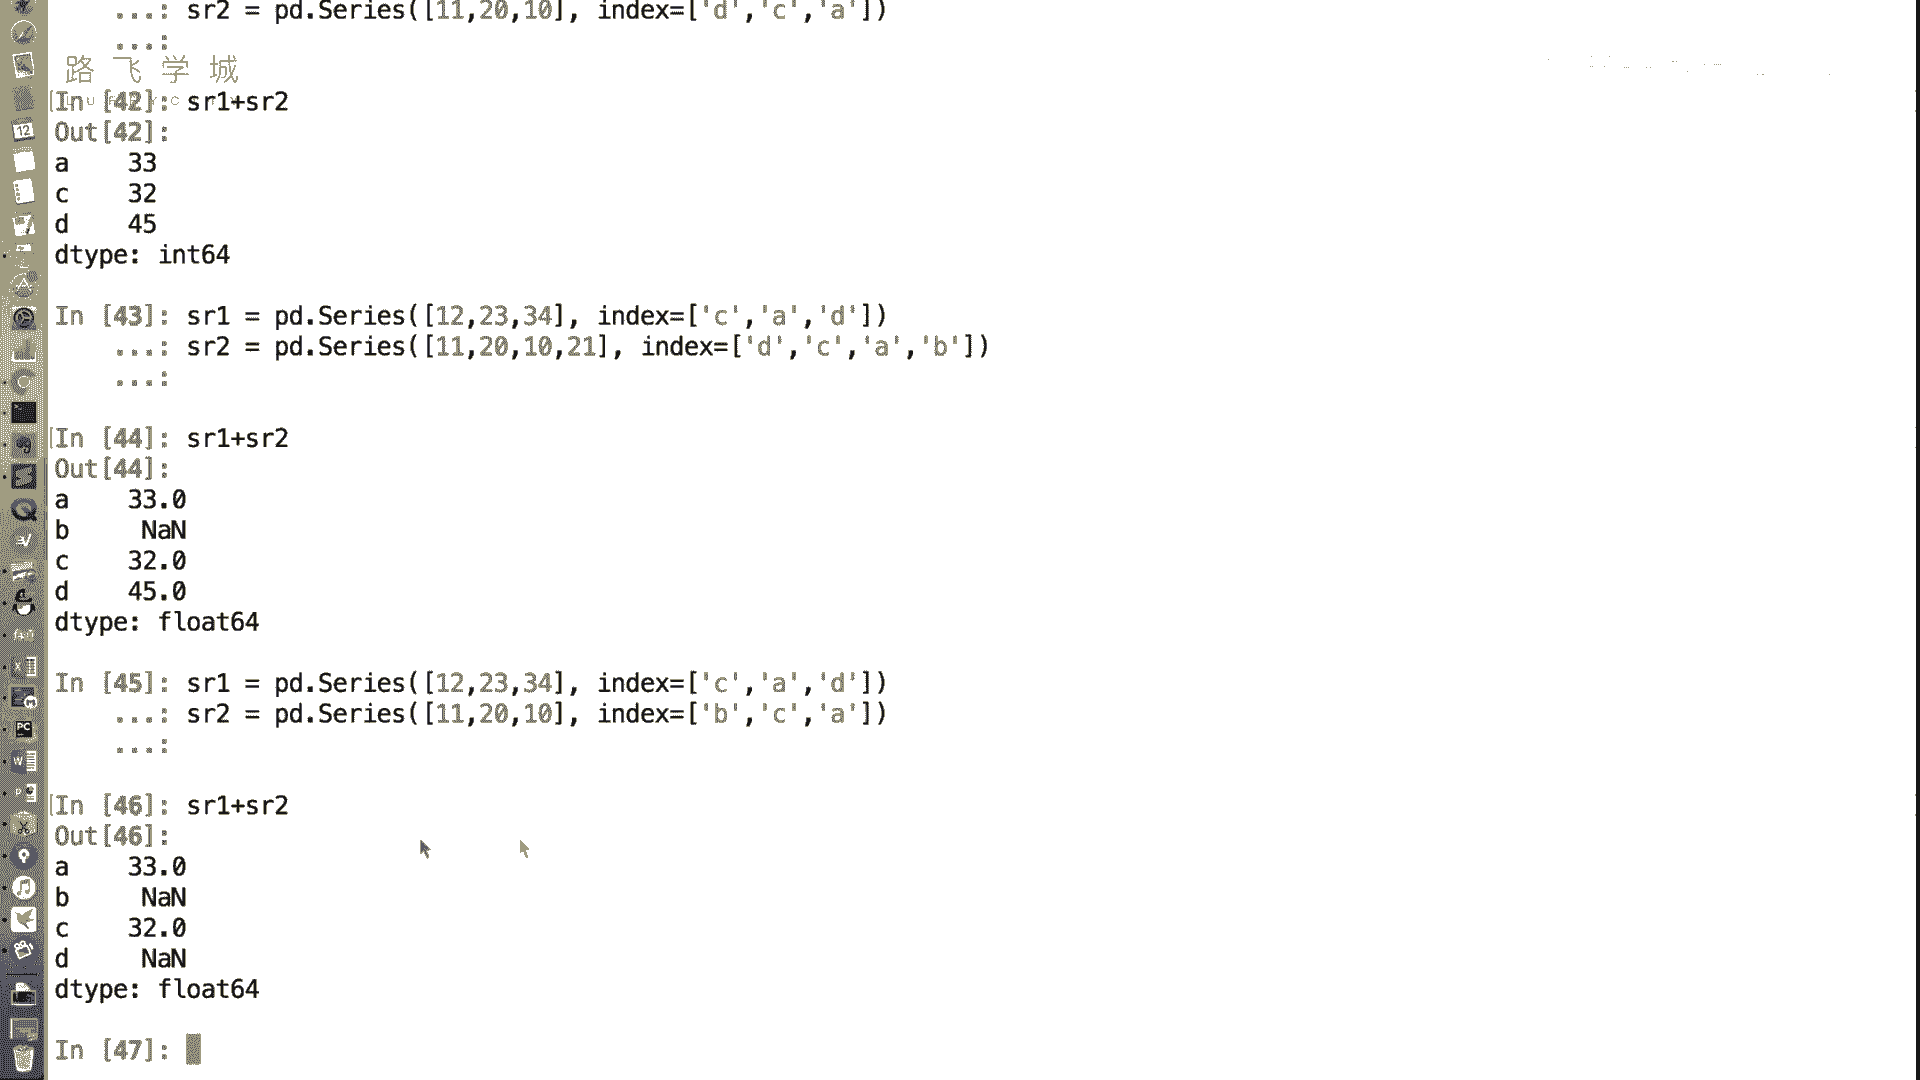 ...: sr2 = pd.Series([11,20,10], index=['d','c','a'])
...:
路飞学城
In [42]: sr1+sr2
Out[42]:
a    33
c    32
d    45
dtype: int64
In [43]: sr1 = pd.Series([12,23,34], index=['c','a','d'])
...: sr2 = pd.Series([11,20,10,21], index=['d','c','a','b'])
...:
In [44]: sr1+sr2
Out[44]:
a    33.0
b    NaN
c    32.0
d    45.0
dtype: float64
In [45]: sr1 = pd.Series([12,23,34], index=['c','a','d'])
...: sr2 = pd.Series([11,20,10], index=['b','c','a'])
...:
In [46]: sr1+sr2
Out[46]:
a    33.0
b    NaN
c    32.0
d    NaN
dtype: float64
In [47]: